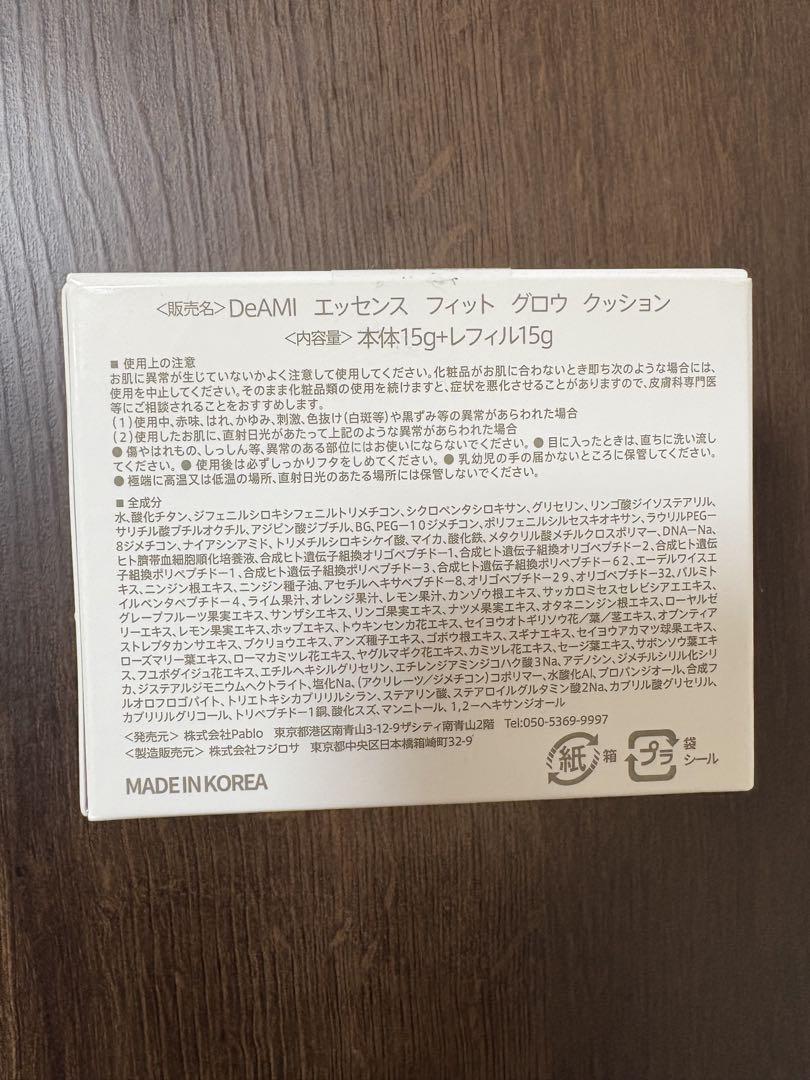 <販売名> DeAMI エッセンス フィット グロウ クッション
<内容量> 本体15g+レフィル15g
■ 使用上の注意
お肌に異常が生じていないかよく注意して使用してください。化粧品がお肌に合わないとき即ち次のような場合には、
使用を中止してください。そのまま化粧品類の使用を続けますと、症状を悪化させることがありますので、皮膚科専門医
等にご相談されることをおすすめします。
(1)使用中、赤味、はれ、かゆみ、刺激、色抜け(白斑等)や黒ずみ等の異常があらわれた場合
(2)使用したお肌に、直射日光があたって上記のような異常があらわれた場合
● 傷やはれもの、しっしん等、異常のある部位にはお使いにならないでください。● 目に入ったときは、直ちに洗い流し
てください。● 使用後は必ずしっかりフタをしめてください。● 乳幼児の手の届かないところに保管してください。
● 極端に高温又は低温の場所、直射日光のあたる場所には保管しないでください。
■ 全成分
水、酸化チタン、ジフェニルシロキシフェニルトリメチコン、シクロペンタシロキサン、グリセリン、リンゴ酸ジイソステアリル、
サリチル酸ブチルオクチル、アジピン酸ジブチル、BG、PEG-10ジメチコン、ポリフェニルシルセスキオキサン、ラウリルPEG-
8ジメチコン、ナイアシンアミド、トリメチルシロキシケイ酸、マイカ、酸化鉄、メタクリル酸メチルクロスポリマー、DNA-Na、
ヒト臍帯血細胞順化培養液、合成ヒト遺伝子組換オリゴペプチド-1、合成ヒト遺伝子組換オリゴペプチド-2、合成ヒト遺伝
子組換ポリペプチド-1、合成ヒト遺伝子組換ポリペプチド-3、合成ヒト遺伝子組換ポリペプチド-62、エーデルワイスエ
キス、ニンジン根エキス、ニンジン種子油、アセチルヘキサペプチド-8、オリゴペプチド-29、オリゴペプチド-32、パルミト
イルペンタペプチド-4、ライム果汁、オレンジ果汁、レモン果汁、カンゾウ根エキス、サッカロミセスセレビシアエエキス、
グレープフルーツ果実エキス、サンザシエキス、リンゴ果実エキス、ナツメ果実エキス、オタネニンジン根エキス、ローヤルゼ
リーエキス、レモン果実エキス、ホップエキス、トウキンセンカ花エキス、セイヨウオトギリソウ花/葉/茎エキス、オプンティア
ストレプタカンサエキス、ブクリョウエキス、アンズ種子エキス、ゴボウ根エキス、スギナエキス、セイヨウアカマツ球果エキス、
ローズマリー葉エキス、ローマカミツレ花エキス、ヤグルマギク花エキス、カミツレ花エキス、セージ葉エキス、サボンソウ葉エキ
ス、フユボダイジュ花エキス、エチルヘキシルグリセリン、エチレンジアミンジコハク酸3Na、アデノシン、ジメチルシリル化シリ
カ、ジステアルジモニウムヘクトライト、塩化Na、(アクリレーツ/ジメチコン)コポリマー、水酸化Al、プロパンジオール、合成フ
ルオロフロゴパイト、トリエトキシカプリリルシラン、ステアリン酸、ステアロイルグルタミン酸2Na、カプリル酸グリセリル、
カプリリルグリコール、トリペプチド-1銅、酸化スズ、マンニトール、1,2-ヘキサンジオール
<発売元> 株式会社Pablo 東京都港区南青山3-12-9ザシティ南青山2階 Tel:050-5369-9997
<製造販売元> 株式会社フジロサ 東京都中央区日本橋箱崎町32-9
紙 箱 プラ 袋
シール
MADE IN KOREA